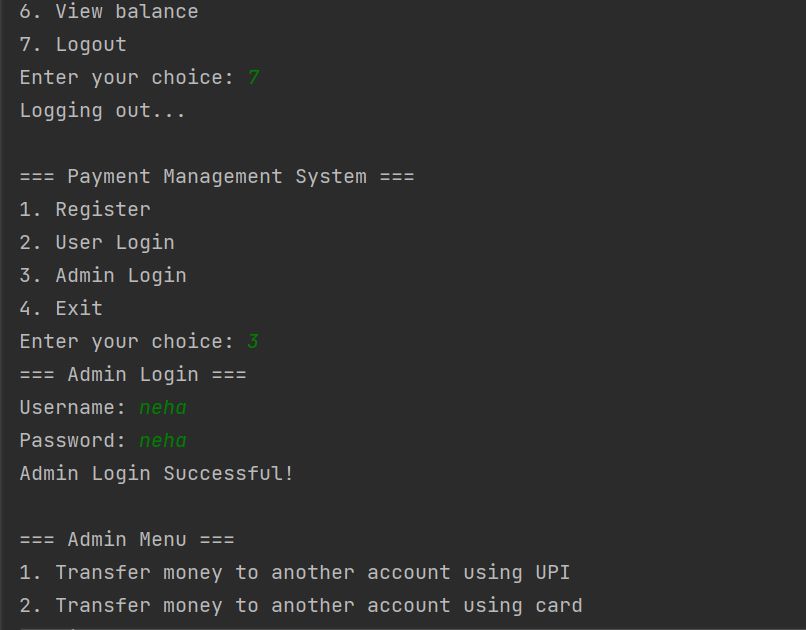 6. View balance
7. Logout
Enter your choice: 7
Logging out...
=== Payment Management System ===
1. Register
2. User Login
3. Admin Login
4. Exit
Enter your choice: 3
=== Admin Login ===
Username: neha
Password: neha
Admin Login Successful!
=== Admin Menu ===
1. Transfer money to another account using UPI
2. Transfer money to another account using card